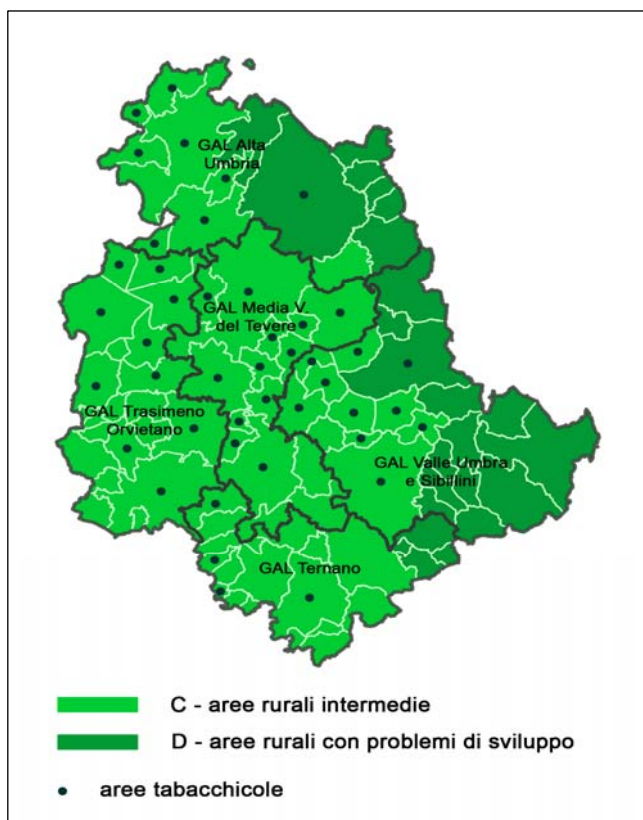 GAL Alta
Umbria
GAL Media V.
del Tevere
GAL Trasimeno
Orvietano
GAL Valle Umbra
e Sibillini
GAL Ternano
C - aree rurali intermedie
D - aree rurali con problemi di sviluppo
aree tabacchicole